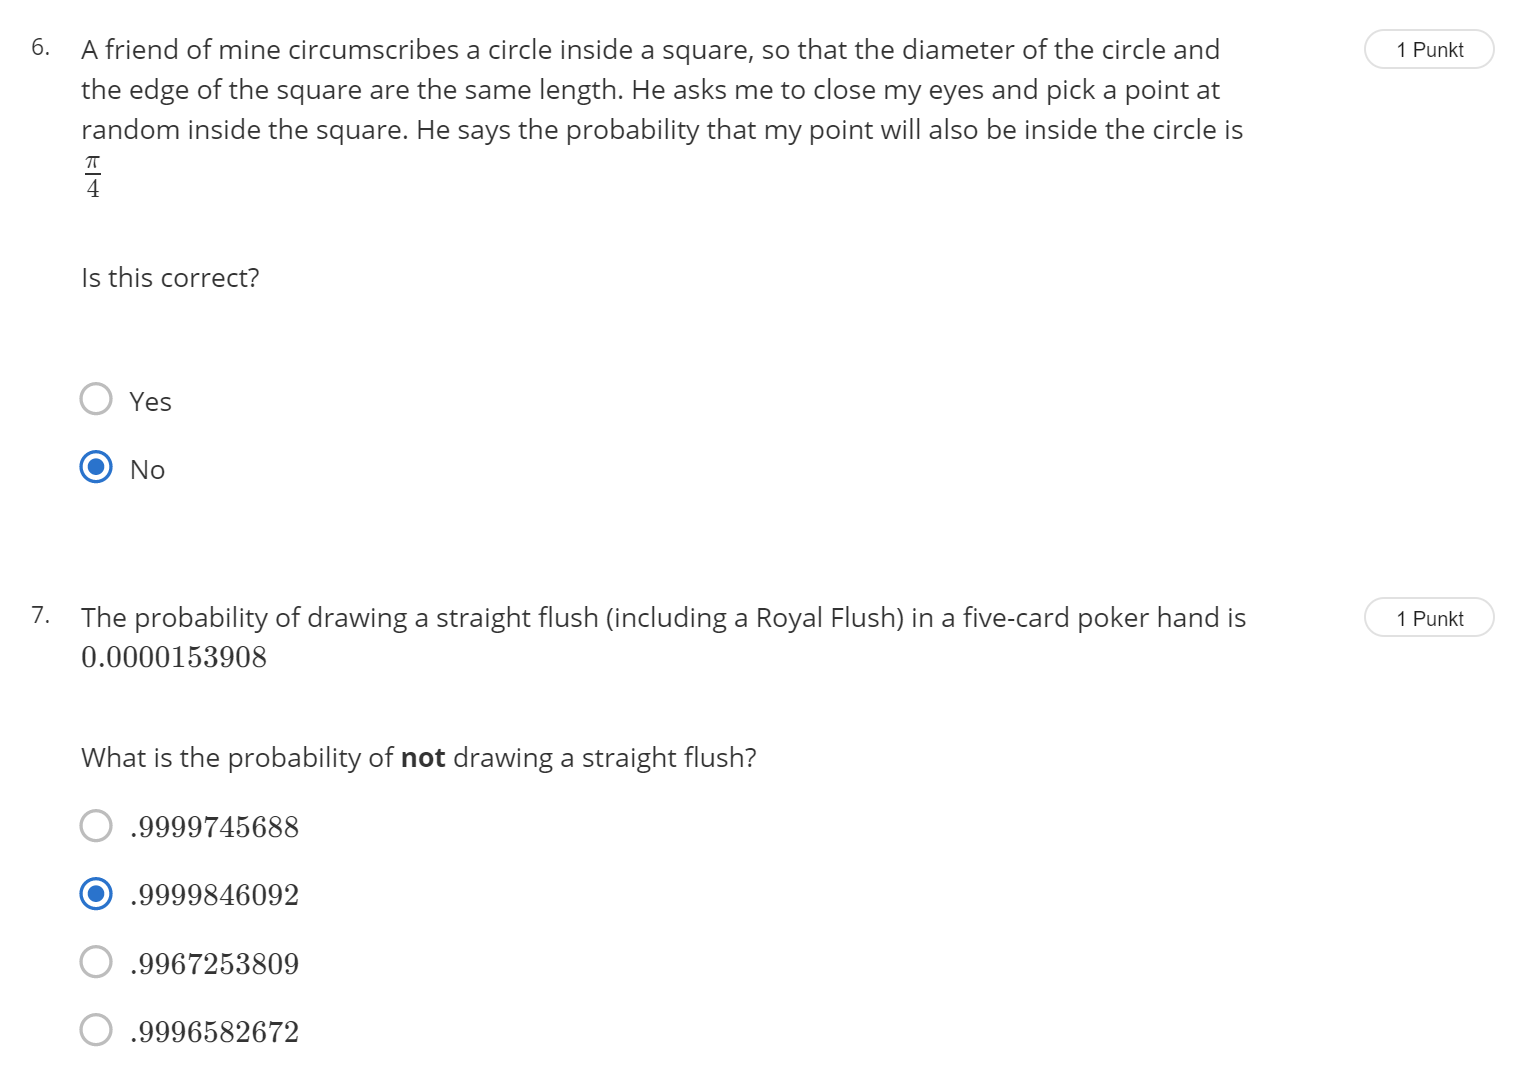 6. A friend of mine circumscribes a circle inside a square, so that the diameter of the circle and 1 Punkt
the edge of the square are the same length. He asks me to close my eyes and pick a point at
random inside the square. He says the probability that my point will also be inside the circle is
π
4
Is this correct?
Yes
No
7. The probability of drawing a straight flush (including a Royal Flush) in a five-card poker hand is 1 Punkt
0.0000153908
What is the probability of not drawing a straight flush?
.9999745688
.9999846092
.9967253809
.9996582672